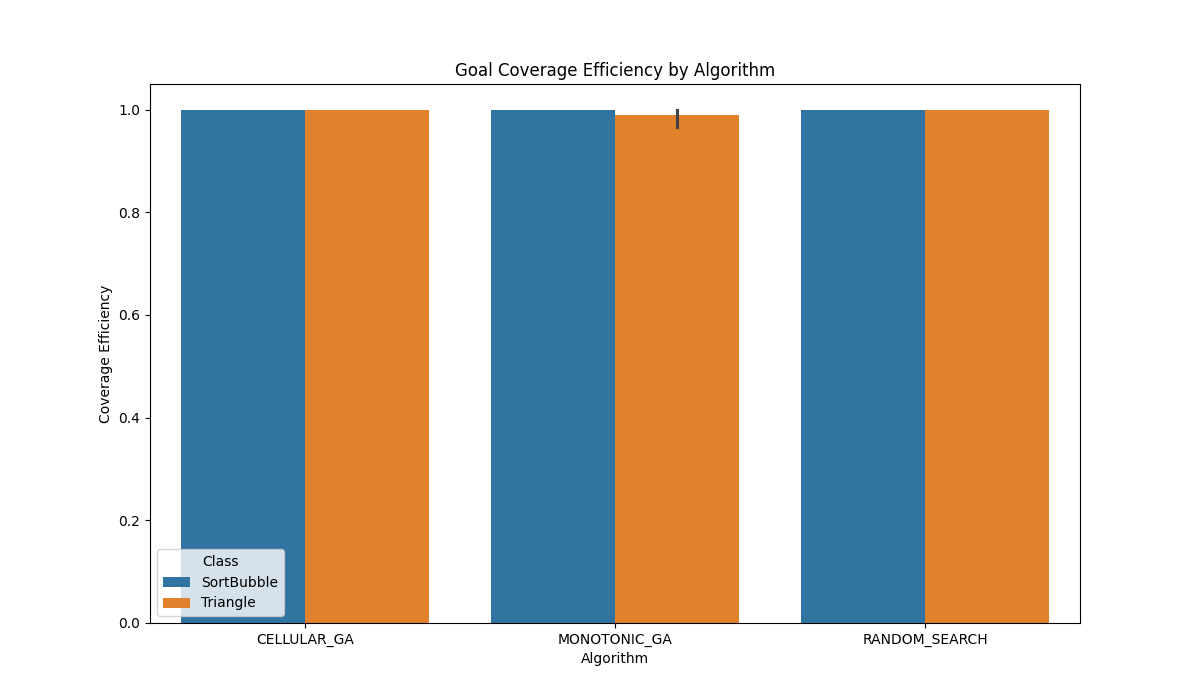 Goal Coverage Efficiency by Algorithm
Coverage Efficiency
1.0
0.8
0.6
0.4
0.2
0.0
Class
SortBubble
Triangle
CELLULAR_GA
MONOTONIC_GA
RANDOM_SEARCH
Algorithm